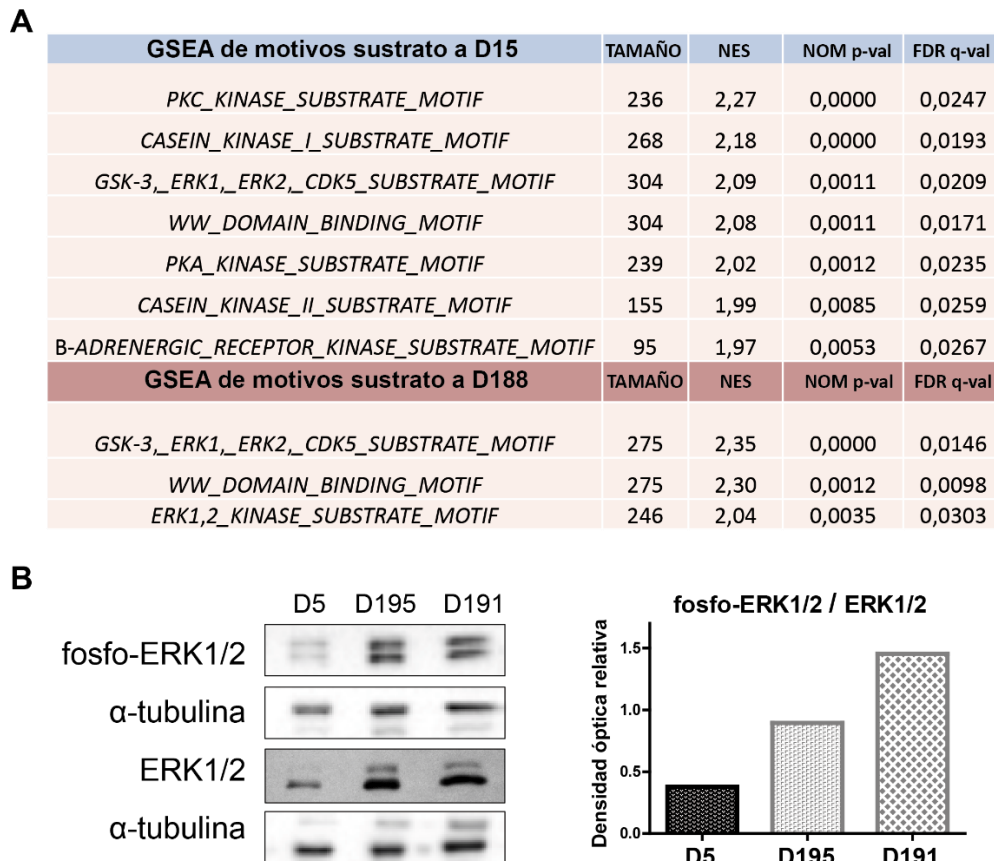 A
GSEA de motivos sustrato a D15 TAMAÑO NES NOM p-val FDR q-val
PKC_KINASE_SUBSTRATE_MOTIF 236 2,27 0,0000 0,0247
CASEIN_KINASE_I_SUBSTRATE_MOTIF 268 2,18 0,0000 0,0193
GSK-3,_ERK1,_ERK2,_CDK5_SUBSTRATE_MOTIF 304 2,09 0,0011 0,0209
WW_DOMAIN_BINDING_MOTIF 304 2,08 0,0011 0,0171
PKA_KINASE_SUBSTRATE_MOTIF 239 2,02 0,0012 0,0235
CASEIN_KINASE_II_SUBSTRATE_MOTIF 155 1,99 0,0085 0,0259
B-ADRENERGIC_RECEPTOR_KINASE_SUBSTRATE_MOTIF 95 1,97 0,0053 0,0267
GSEA de motivos sustrato a D188 TAMAÑO NES NOM p-val FDR q-val
GSK-3,_ERK1,_ERK2,_CDK5_SUBSTRATE_MOTIF 275 2,35 0,0000 0,0146
WW_DOMAIN_BINDING_MOTIF 275 2,30 0,0012 0,0098
ERK1,2_KINASE_SUBSTRATE_MOTIF 246 2,04 0,0035 0,0303
B
D5 D195 D191
fosfo-ERK1/2
α-tubulina
ERK1/2
α-tubulina
fosfo-ERK1/2 / ERK1/2
Densidad óptica relativa
1.5
1.0
0.5
0.0
D5 D195 D191